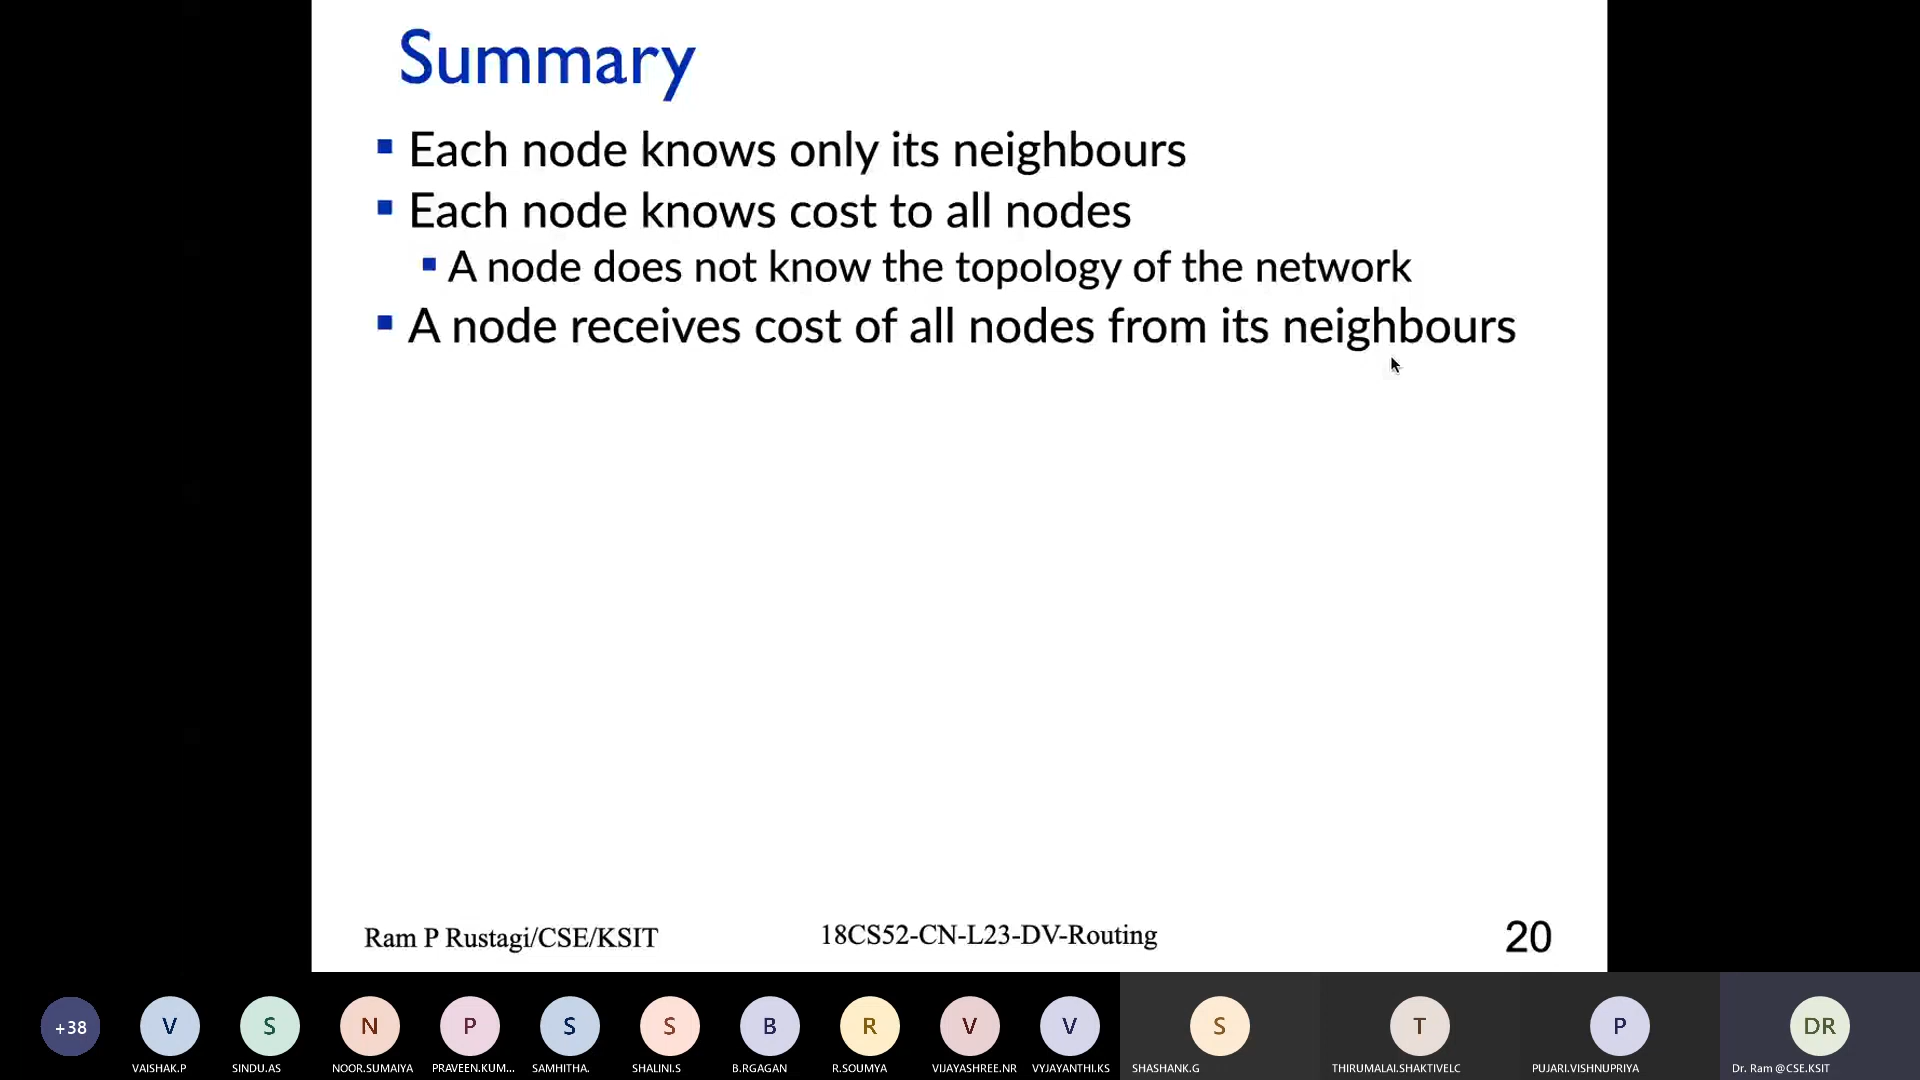 Summary
Each node knows only its neighbours
Each node knows cost to all nodes
A node does not know the topology of the network
A node receives cost of all nodes from its neighbours
Ram P Rustagi/CSE/KSIT
18CS52-CN-L23-DV-Routing
20
+38
V
S
N
P
S
S
B
R
V
V
S
T
P
DR
VAISHAK.P
SINDU.AS
NOOR.SUMAIYA
PRAVEEN.KUM...
SAMHITHA.
SHALINI.S
B.RGAGAN
R.SOUMYA
VIJAYASHREE.NR
VYJAYANTHI.KS
SHASHANK.G
THIRUMALAI.SHAKTIVELC
PUJARI.VISHNUPRIYA
Dr. Ram @CSE.KSIT